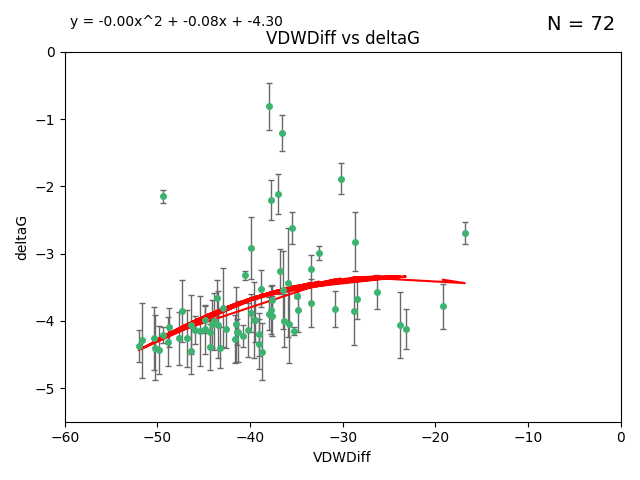 y = -0.00x^2 + -0.08x + -4.30
N = 72
VDWDiff vs deltaG
0
−1
−2
−3
−4
−5
deltaG
−60 −50 −40 −30 −20 −10 0
VDWDiff